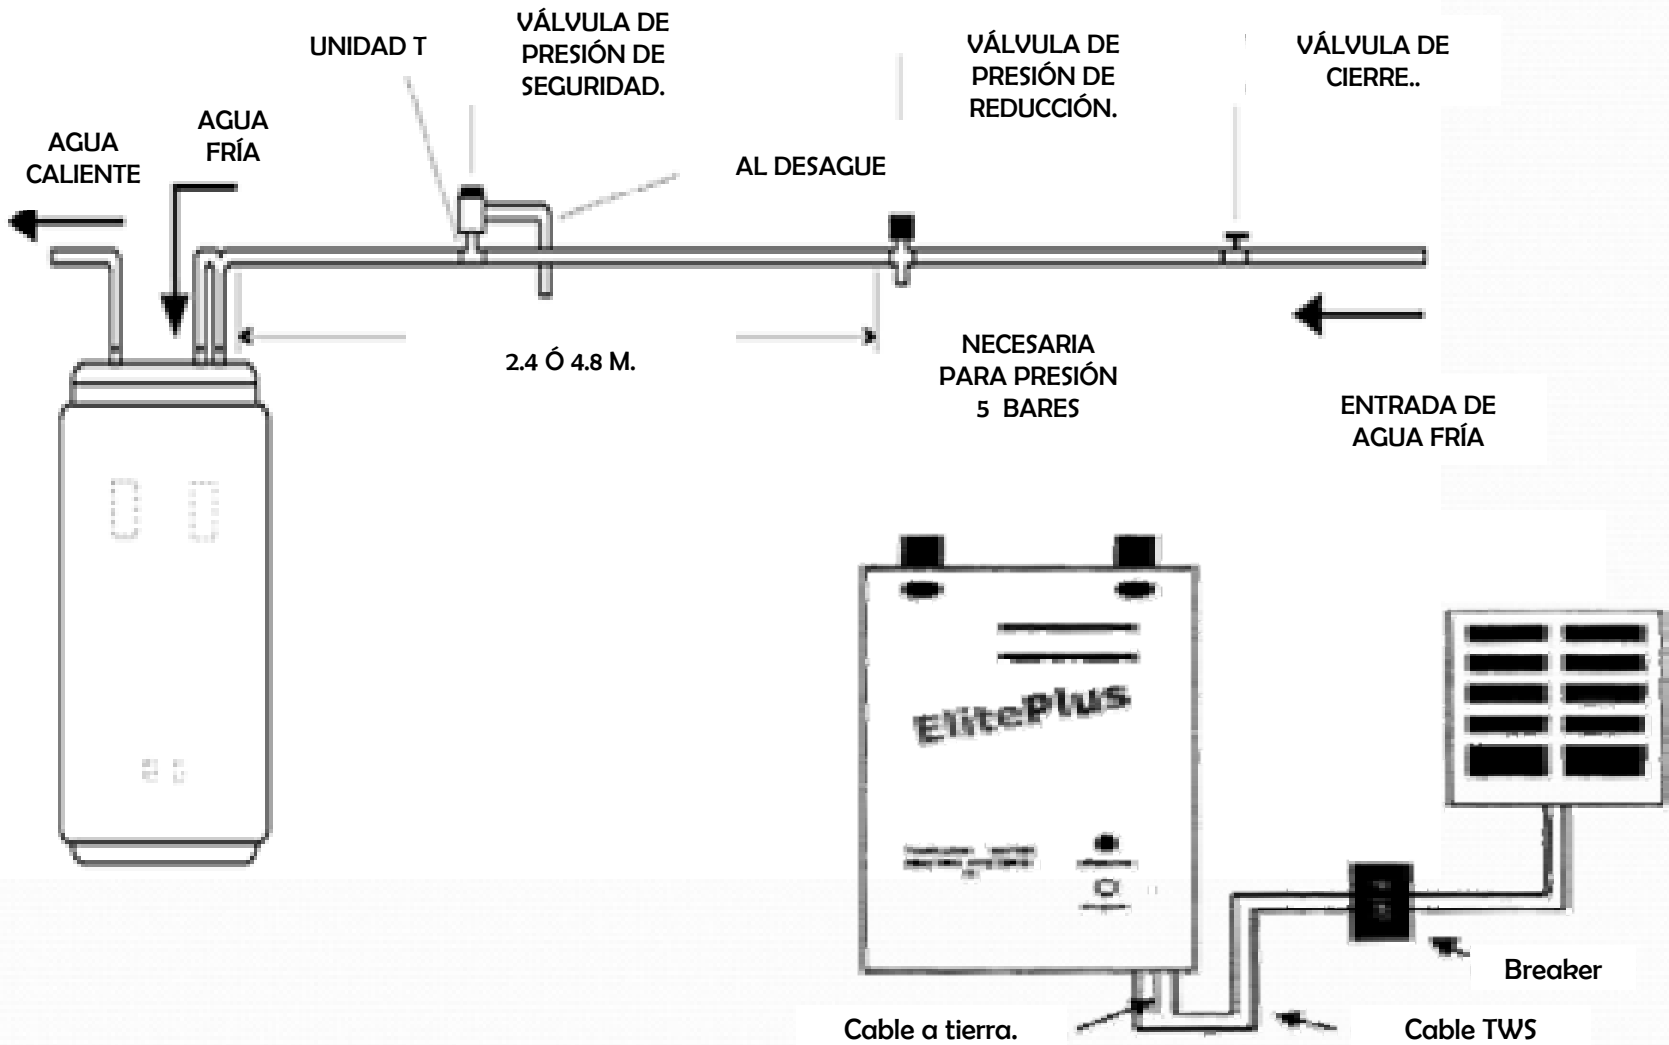 UNIDAD T
VÁLVULA DE
PRESIÓN DE
SEGURIDAD.
VÁLVULA DE
PRESIÓN DE
REDUCCIÓN.
VÁLVULA DE
CIERRE..
AGUA
CALIENTE
AGUA
FRÍA
AL DESAGUE
2.4 Ó 4.8 M.
NECESARIA
PARA PRESIÓN
5 BARES
ENTRADA DE
AGUA FRÍA
ElitePlus
Breaker
Cable a tierra.
Cable TWS